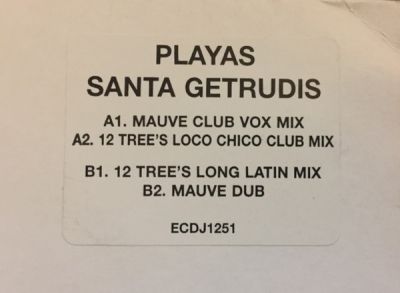 PLAYAS
SANTA GETRUDIS
A1. MAUVE CLUB VOX MIX
A2. 12 TREE'S LOCO CHICO CLUB MIX
B1. 12 TREE'S LONG LATIN MIX
B2. MAUVE DUB
ECDJ1251